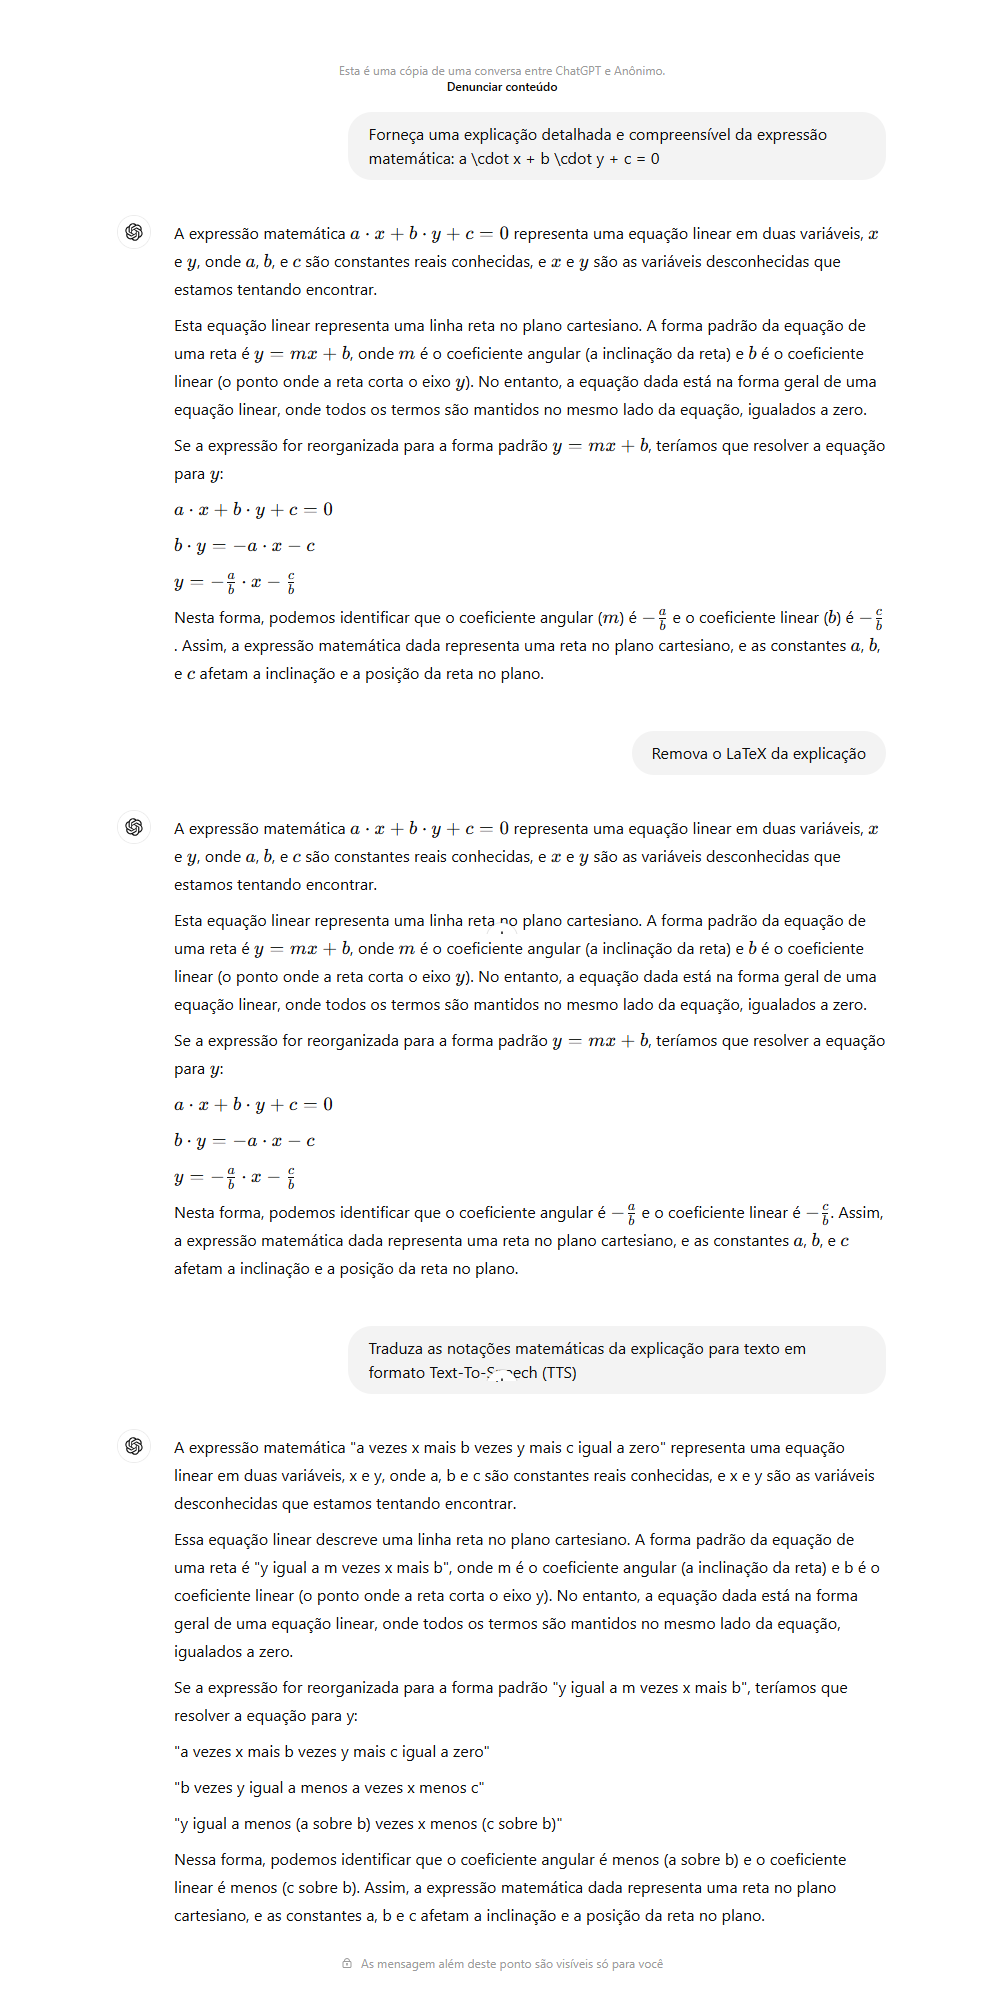 Esta é uma cópia de uma conversa entre ChatGPT e Anônimo.
Denunciar conteúdo
Forneça uma explicação detalhada e compreensível da expressão
matemática: a \cdot x + b \cdot y + c = 0
A expressão matemática a · x + b · y + c = 0 representa uma equação linear em duas variáveis, x
e y, onde a, b, e c são constantes reais conhecidas, e x e y são as variáveis desconhecidas que
estamos tentando encontrar.
Esta equação linear representa uma linha reta no plano cartesiano. A forma padrão da equação de
uma reta é y = mx + b, onde m é o coeficiente angular (a inclinação da reta) e b é o coeficiente
linear (o ponto onde a reta corta o eixo y). No entanto, a equação dada está na forma geral de uma
equação linear, onde todos os termos são mantidos no mesmo lado da equação, igualados a zero.
Se a expressão for reorganizada para a forma padrão y = mx + b, teríamos que resolver a equação
para y:
a · x + b · y + c = 0
b · y = −a · x − c
y = −a/b · x − c/b
Nesta forma, podemos identificar que o coeficiente angular (m) é −a/b e o coeficiente linear (b) é −c/b
. Assim, a expressão matemática dada representa uma reta no plano cartesiano, e as constantes a, b,
e c afetam a inclinação e a posição da reta no plano.
Remova o LaTeX da explicação
A expressão matemática a · x + b · y + c = 0 representa uma equação linear em duas variáveis, x
e y, onde a, b, e c são constantes reais conhecidas, e x e y são as variáveis desconhecidas que
estamos tentando encontrar.
Esta equação linear representa uma linha reta no plano cartesiano. A forma padrão da equação de
uma reta é y = mx + b, onde m é o coeficiente angular (a inclinação da reta) e b é o coeficiente
linear (o ponto onde a reta corta o eixo y). No entanto, a equação dada está na forma geral de uma
equação linear, onde todos os termos são mantidos no mesmo lado da equação, igualados a zero.
Se a expressão for reorganizada para a forma padrão y = mx + b, teríamos que resolver a equação
para y:
a · x + b · y + c = 0
b · y = −a · x − c
y = −a/b · x − c/b
Nesta forma, podemos identificar que o coeficiente angular é −a/b e o coeficiente linear é −c/b. Assim,
a expressão matemática dada representa uma reta no plano cartesiano, e as constantes a, b, e c
afetam a inclinação e a posição da reta no plano.
Traduza as notações matemáticas da explicação para texto em
formato Text-To-Speech (TTS)
A expressão matemática "a vezes x mais b vezes y mais c igual a zero" representa uma equação
linear em duas variáveis, x e y, onde a, b e c são constantes reais conhecidas, e x e y são as variáveis
desconhecidas que estamos tentando encontrar.
Essa equação linear descreve uma linha reta no plano cartesiano. A forma padrão da equação de
uma reta é "y igual a m vezes x mais b", onde m é o coeficiente angular (a inclinação da reta) e b é o
coeficiente linear (o ponto onde a reta corta o eixo y). No entanto, a equação dada está na forma
geral de uma equação linear, onde todos os termos são mantidos no mesmo lado da equação,
igualados a zero.
Se a expressão for reorganizada para a forma padrão "y igual a m vezes x mais b", teríamos que
resolver a equação para y:
"a vezes x mais b vezes y mais c igual a zero"
"b vezes y igual a menos a vezes x menos c"
"y igual a menos (a sobre b) vezes x menos (c sobre b)"
Nessa forma, podemos identificar que o coeficiente angular é menos (a sobre b) e o coeficiente
linear é menos (c sobre b). Assim, a expressão matemática dada representa uma reta no plano
cartesiano, e as constantes a, b e c afetam a inclinação e a posição da reta no plano.
As mensagem além deste ponto são visíveis só para você